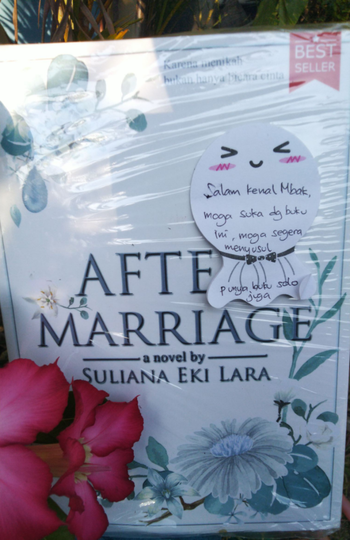 Karena menikah
bukan hanya bicara cinta
BEST
SELLER
Salam kenal Mbak,
moga suka dg buku
ini, moga segera
menyusul
punya buku solo
juga
AFTE
MARRIAGE
a novel by
SULIANA EKI LARA